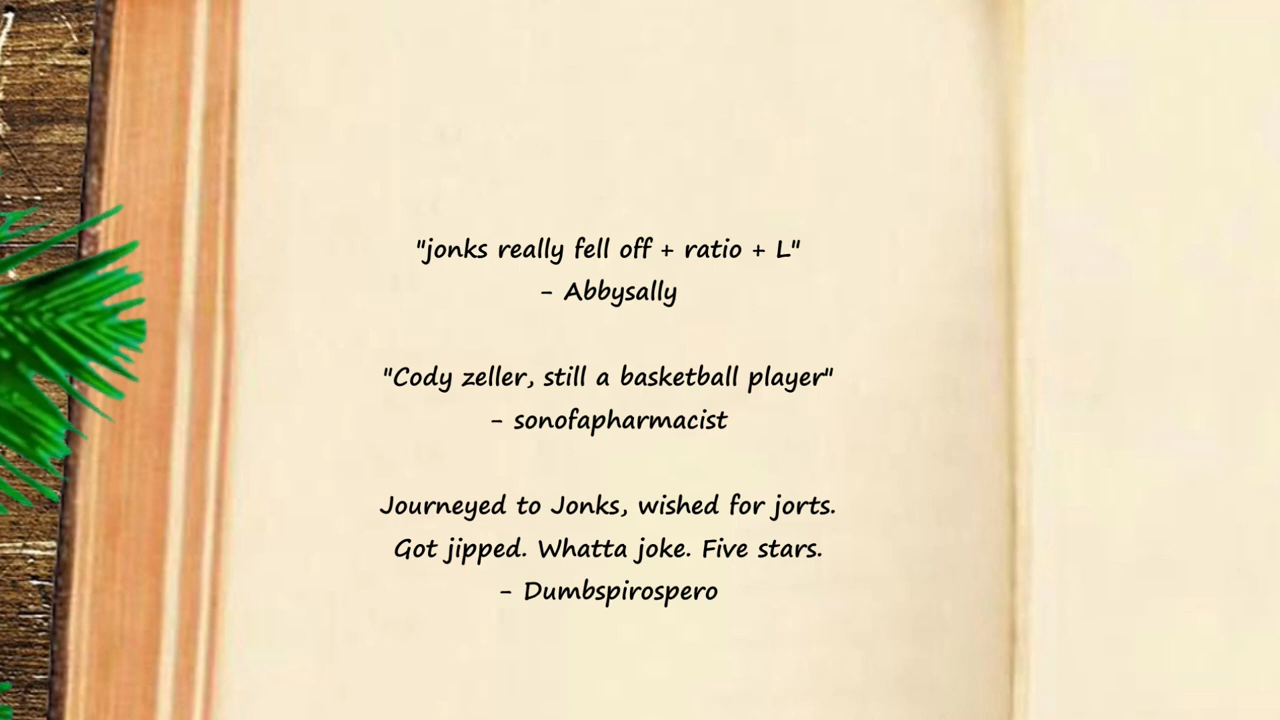 "jonks really fell off + ratio + L"
- Abbysally
"Cody zeller, still a basketball player"
- sonofapharmacist
Journeyed to Jonks, wished for jorts.
Got jipped. Whatta joke. Five stars.
- Dumbspirospero